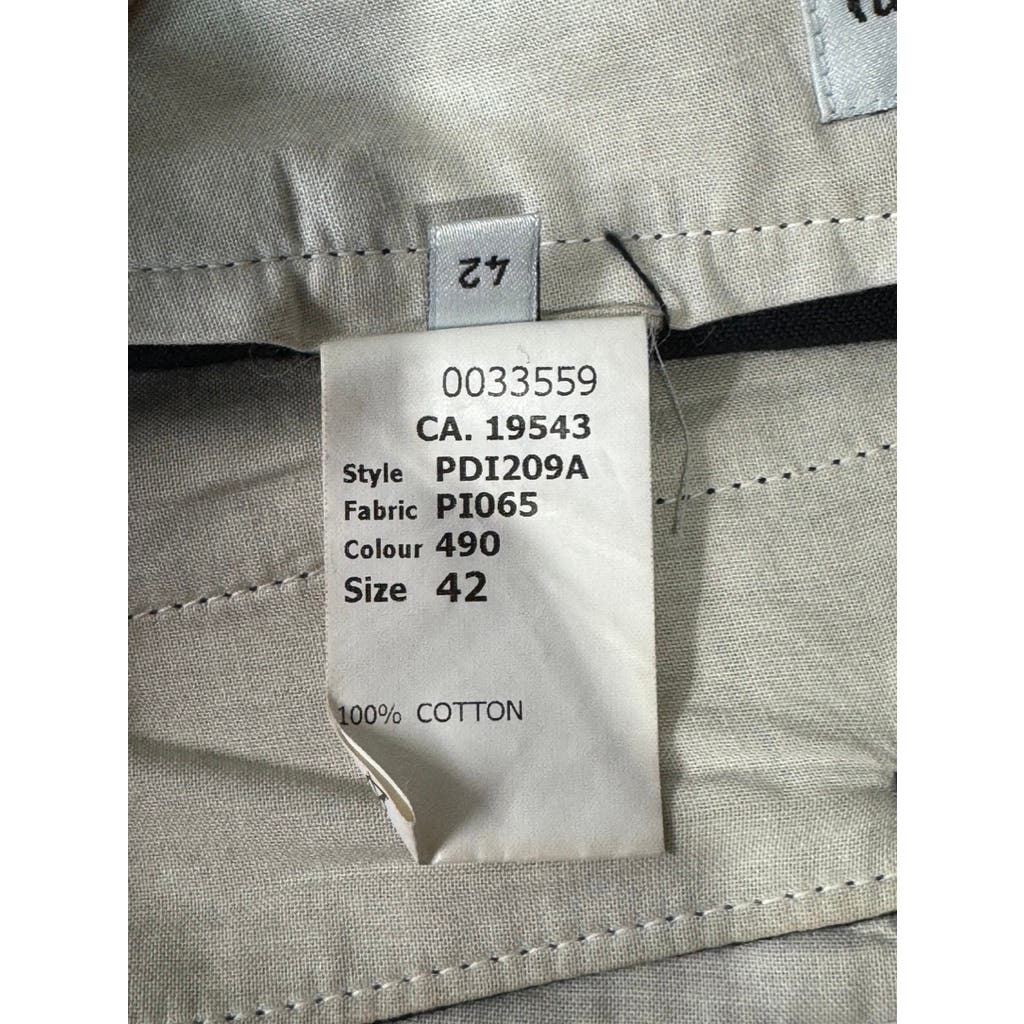 42
0033559
CA. 19543
Style PDI209A
Fabric PI065
Colour 490
Size 42
100% COTTON